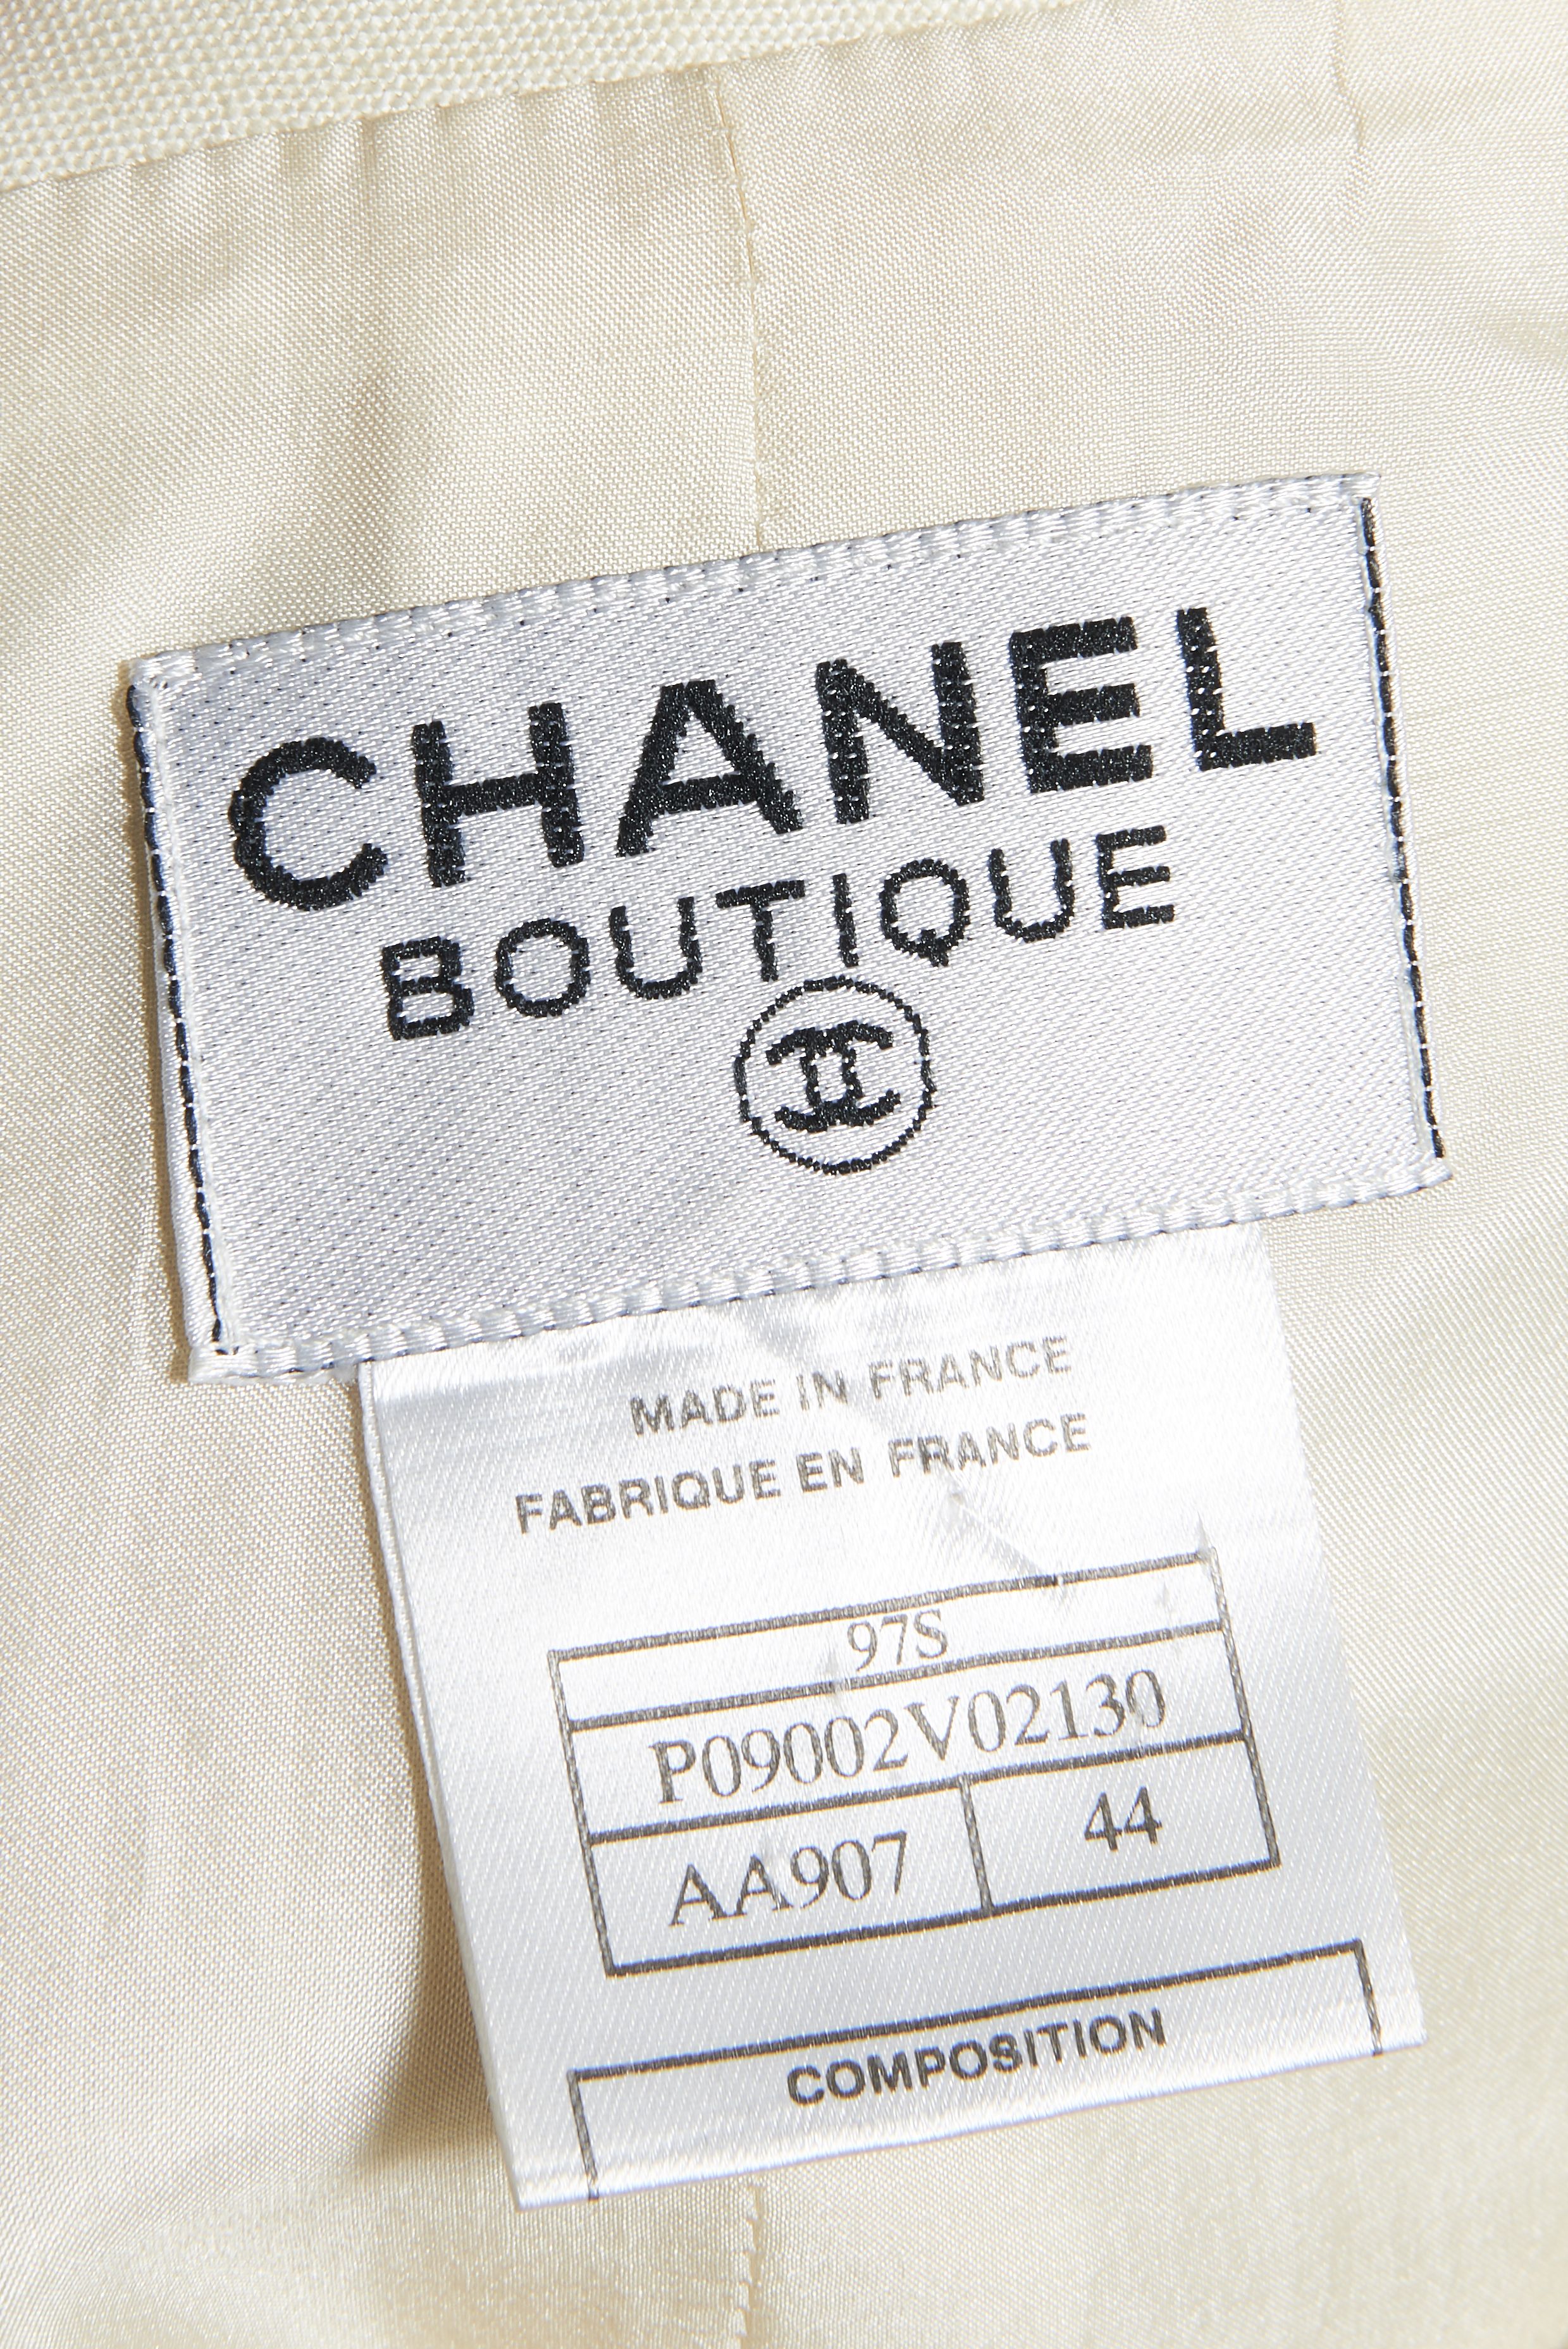 CHANEL
BOUTIQUE
MADE IN FRANCE
FABRIQUE EN FRANCE
97S
P09002V02130
AA907 44
COMPOSITION